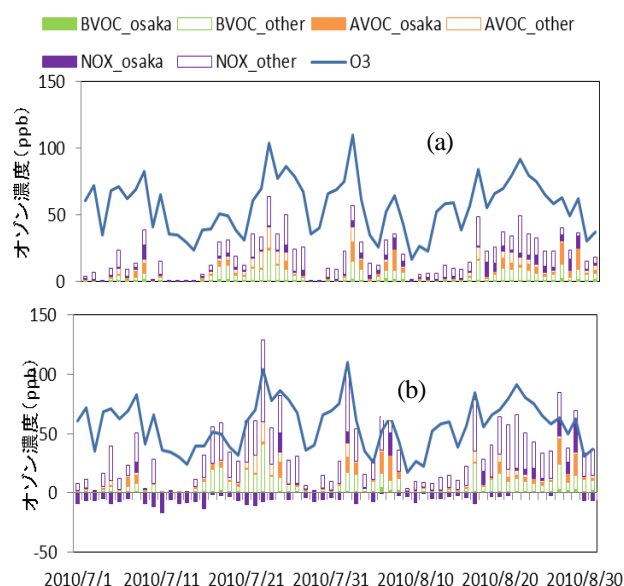 BVOC_osaka BVOC_other AVOC_osaka AVOC_other
NOX_osaka NOX_other O3
150
(a)
100
オゾン濃度(ppb)
50
0
150
(b)
100
オゾン濃度(ppb)
50
0
-50
2010/7/1 2010/7/11 2010/7/21 2010/7/31 2010/8/10 2010/8/20 2010/8/30